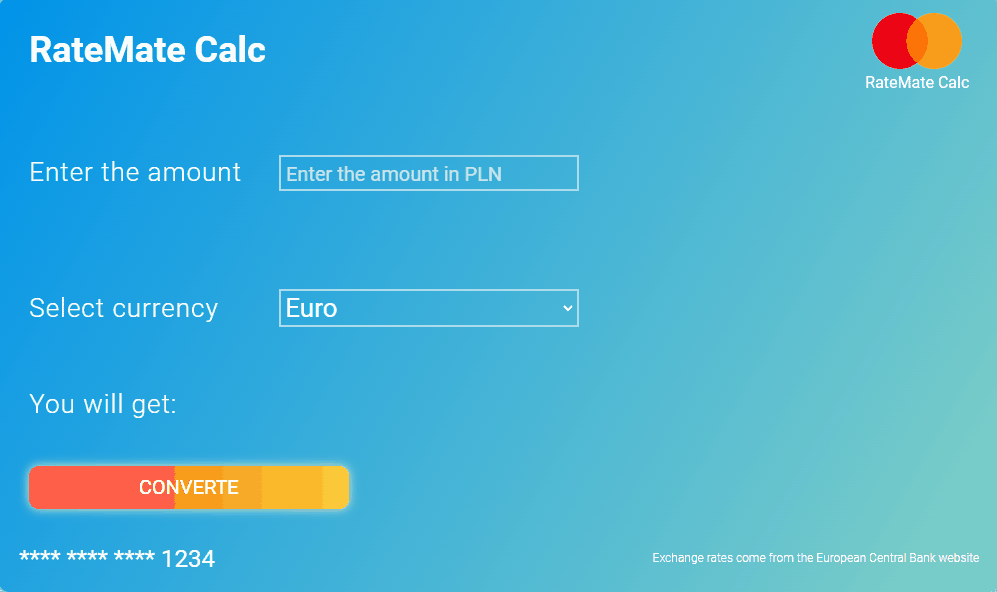 RateMate Calc
RateMate Calc
Enter the amount
Enter the amount in PLN
Select currency
Euro
You will get:
CONVERTE
**** **** **** 1234
Exchange rates come from the European Central Bank website